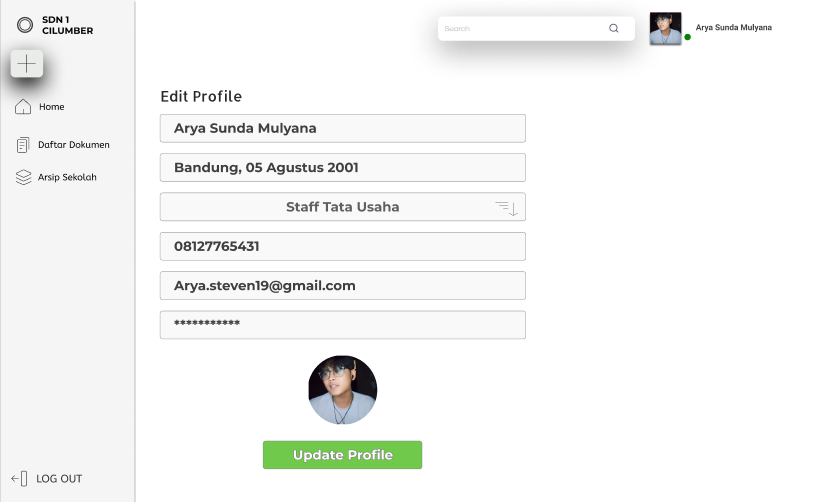 SDN 1
CILUMBER
Search
Arya Sunda Mulyana
Home
Daftar Dokumen
Arsip Sekolah
Edit Profile
Arya Sunda Mulyana
Bandung, 05 Agustus 2001
Staff Tata Usaha
08127765431
Arya.steven19@gmail.com
***********
Update Profile
LOG OUT